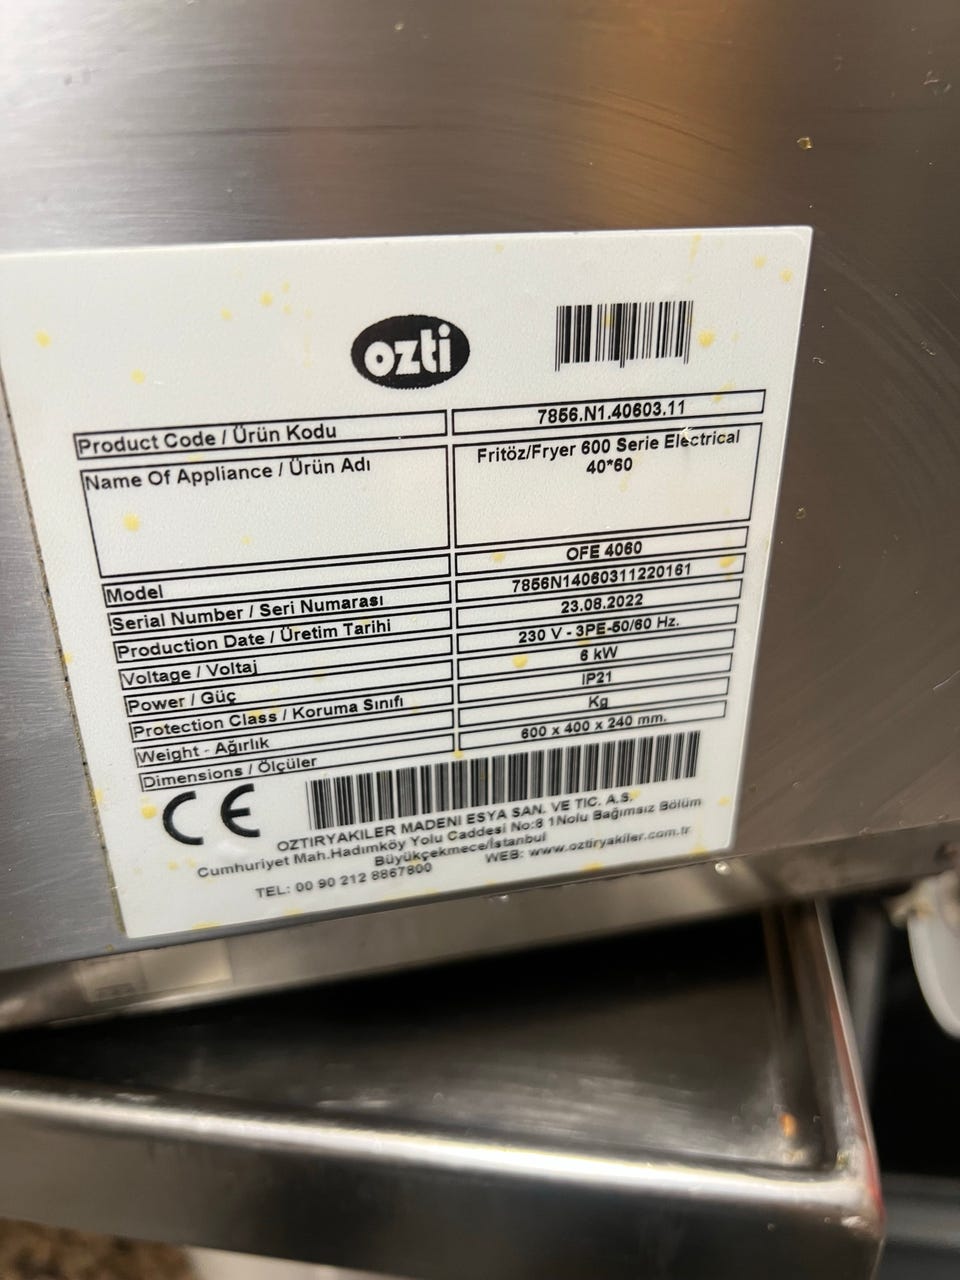 ozti
Product Code / Ürün Kodu 7856.N1.40603.11
Name Of Appliance / Ürün Adı Fritöz/Fryer 600 Serie Electrical
40*60
Model OFE 4060
Serial Number / Seri Numarası 7856N14060311220161
Production Date / Üretim Tarihi 23.08.2022
Voltage / Voltaj 230 V - 3PE-50/60 Hz.
Power / Güç 6 kW
Protection Class / Koruma Sınıfı IP21
Weight - Ağırlık Kg
Dimensions / Ölçüler 600 x 400 x 240 mm.
CE
OZTIRYAKILER MADENI ESYA SAN. VE TIC. A.S.
Cumhuriyet Mah.Hadımköy Yolu Caddesi No:8 1Nolu Bağımsız Bölüm
Büyükçekmece/İstanbul
TEL: 00 90 212 8867800 WEB: www.oztiryakiler.com.tr